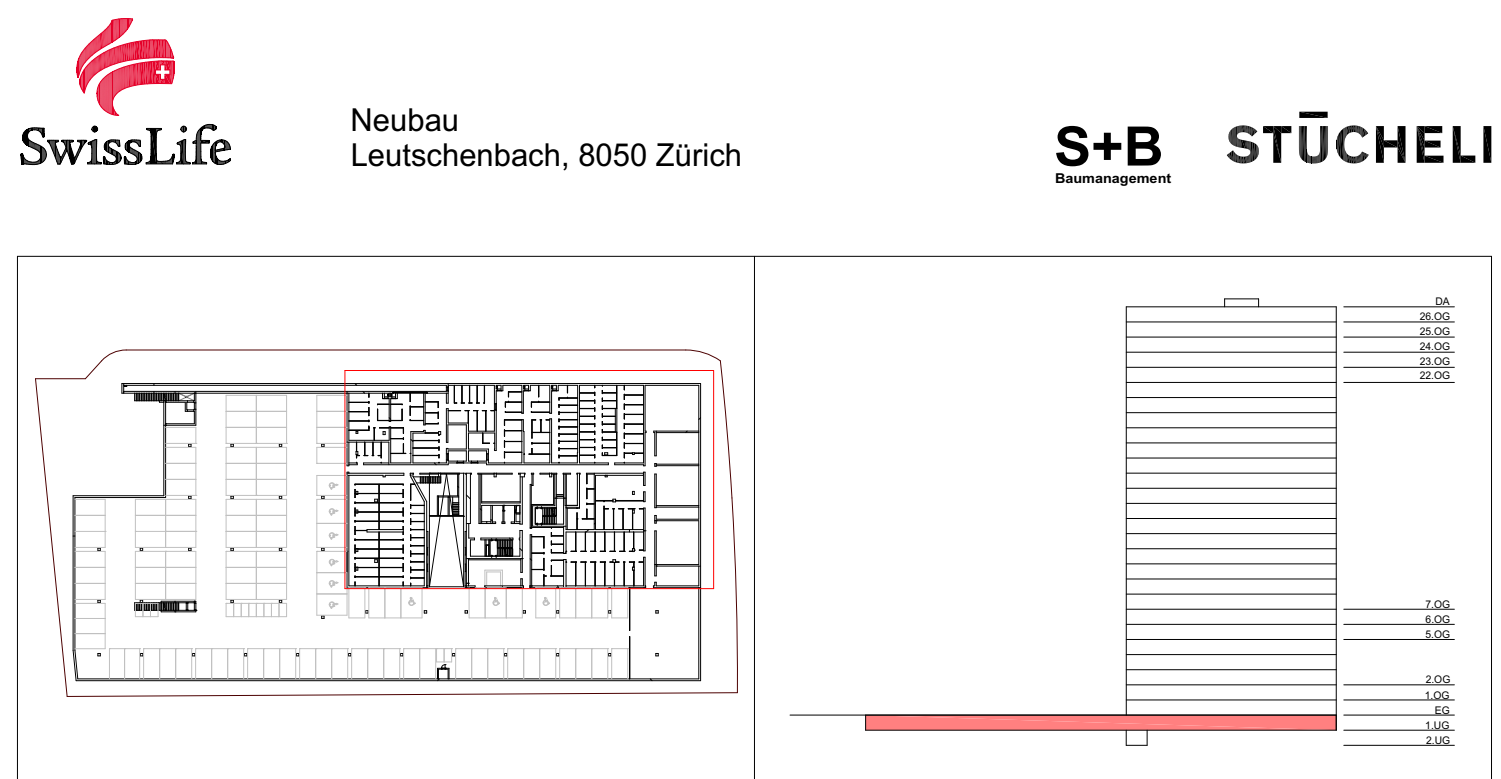 SwissLife
Neubau
Leutschenbach, 8050 Zürich
S+B
Baumanagement
STŪCHELI
DA
26.OG
25.OG
24.OG
23.OG
22.OG
7.OG
6.OG
5.OG
2.OG
1.OG
EG
1.UG
2.UG